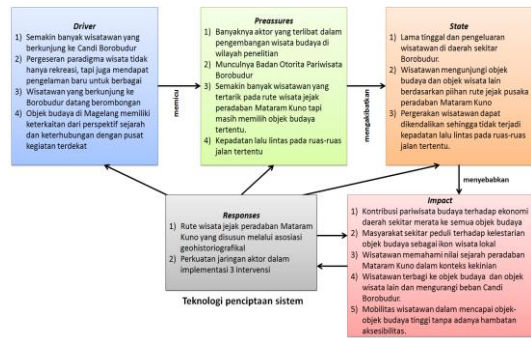 Driver
1) Semakin banyak wisatawan yang
berkunjung ke Candi Borobudur
2) Pergeseran paradigma wisata tidak
hanya rekreasi, tapi juga mendapat
pengelaman baru untuk berbagai
3) Wisatawan yang berkunjung ke
Borobudur datang berombongan
4) Objek budaya di Magelang memiliki
keterkaitan dari perspektif sejarah
dan keterhubungan dengan pusat
kegiatan terdekat
memicu
Preassures
1) Banyaknya aktor yang terlibat dalam
pengembangan wisata budaya di
wilayah penelitian
2) Munculnya Badan Otorita Pariwisata
Borobudur
3) Semakin banyak wisatawan yang
tertarik pada rute wisata jejak
peradaban Mataram Kuno tapi
masih memilih objek budaya
tertentu.
4) Kepadatan lalu lintas pada ruas-ruas
jalan tertentu
mengakibatkan
State
1) Lama tinggal dan pengeluaran
wisatawan di daerah sekitar
Borobudur.
2) Wisatawan mengunjungi objek
budaya dan objek wisata lain
berdasarkan piihan rute jejak pusaka
peradaban Mataram Kuno
3) Pergerakan wisatawan dapat
dikendalikan sehingga tidak terjadi
kepadatan lalu lintas pada ruas-ruas
jalan tertentu.
menyebabkan
Responses
1) Rute wisata jejak peradaban Mataram
Kuno yang disusun melalui asosiasi
geohistoriografikal
2) Perkuatan jaringan aktor dalam
implementasi 3 intervensi
Teknologi penciptaan sistem
Impact
1) Kontribusi pariwisata budaya terhadap ekonomi
daerah sekitar merata ke semua objek budaya
2) Masyarakat sekitar peduli terhadap kelestarian
objek budaya sebagai ikon wisata lokal
3) Wisatawan memahami nilai sejarah peradaban
Mataram Kuno dalam konteks kekinian
4) Wisatawan terbagi ke objek budaya dan objek
wisata lain dan mengurangi beban Candi
Borobudur.
5) Mobilitas wisatawan dalam mencapai objek-
objek budaya tinggi tanpa adanya hambatan
aksesibilitas.